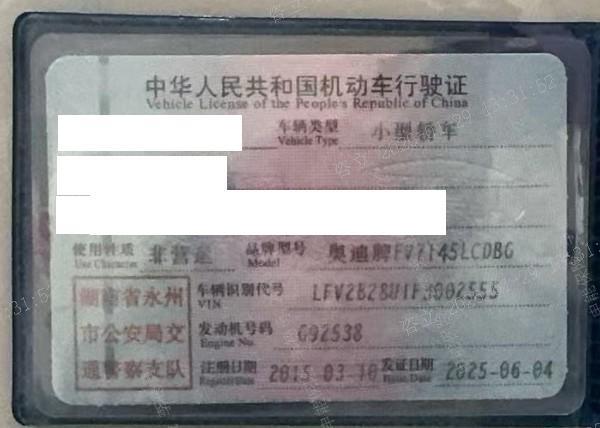 中华人民共和国机动车行驶证
Vehicle License of the People's Republic of China
车辆类型 小型轿车
Vehicle Type
使用性质 非营运 品牌型号 奥迪牌FV7145LCDBG
Use Character Model
湖南省永州
市公安局交
通警察支队
车辆识别代号
VIN
发动机号码 G92538
Engine No.
注册日期 2015-03-10 发证日期 2025-06-04
Register Date Issue Date